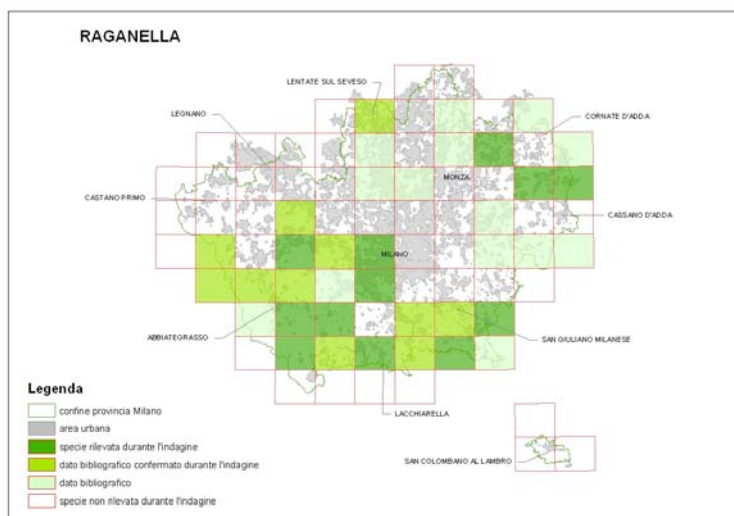 RAGANELLA
LENTATE SUL SEVESO
LEGNANO
CORNATE D'ADDA
MONZA
CASTANO PRIMO
CASSANO D'ADDA
MILANO
ABBIATEGRASSO
SAN GIULIANO MILANESE
LACCHIARELLA
SAN COLOMBANO AL LAMBRO
Legenda
confine provincia Milano
area urbana
specie rilevata durante l'indagine
dato bibliografico confermato durante l'indagine
dato bibliografico
specie non rilevata durante l'indagine